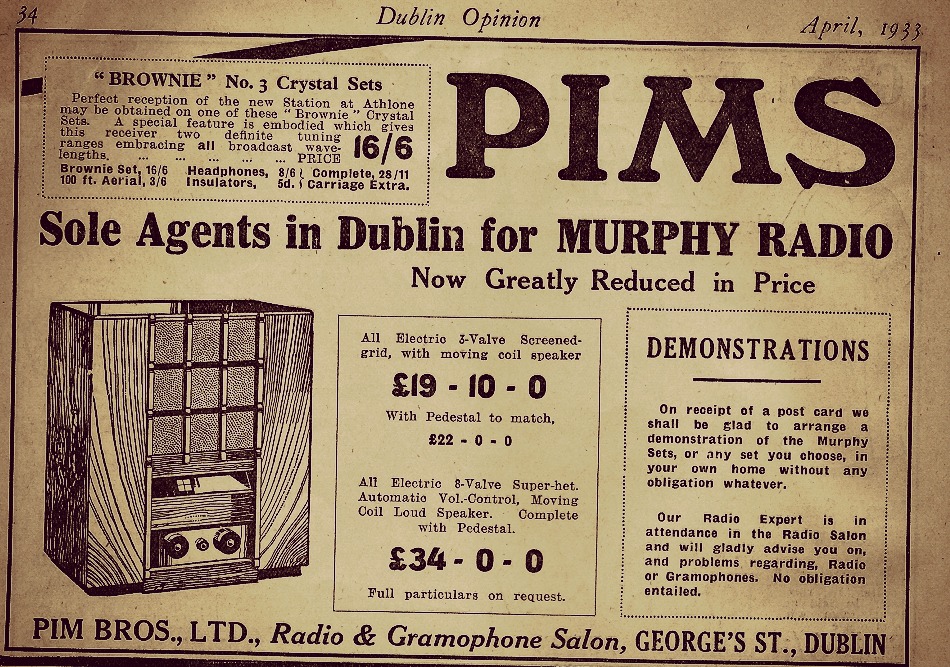 34
Dublin Opinion
April, 1933
"BROWNIE" No. 3 Crystal Sets
Perfect reception of the new Station at Athlone
may be obtained on one of these "Brownie" Crystal
Sets. A special feature is embodied which gives
this receiver two definite tuning
ranges embracing all broadcast wave-
lengths. ... ... ... ... ... PRICE
16/6
Brownie Set, 16/6 Headphones, 8/6 Complete, 28/11
100 ft. Aerial, 3/6 Insulators, 5d. Carriage Extra.
PIMS
Sole Agents in Dublin for MURPHY RADIO
Now Greatly Reduced in Price
All Electric 3-Valve Screened-
grid, with moving coil speaker
£19 - 10 - 0
With Pedestal to match,
£22 - 0 - 0
All Electric 8-Valve Super-het.
Automatic Vol.-Control, Moving
Coil Loud Speaker. Complete
with Pedestal.
£34 - 0 - 0
Full particulars on request.
DEMONSTRATIONS
On receipt of a post card we
shall be glad to arrange a
demonstration of the Murphy
Sets, or any set you choose, in
your own home without any
obligation whatever.
Our Radio Expert is in
attendance in the Radio Salon
and will gladly advise you on,
and problems regarding, Radio
or Gramophones. No obligation
entailed.
PIM BROS., LTD., Radio & Gramophone Salon, GEORGE'S ST., DUBLIN